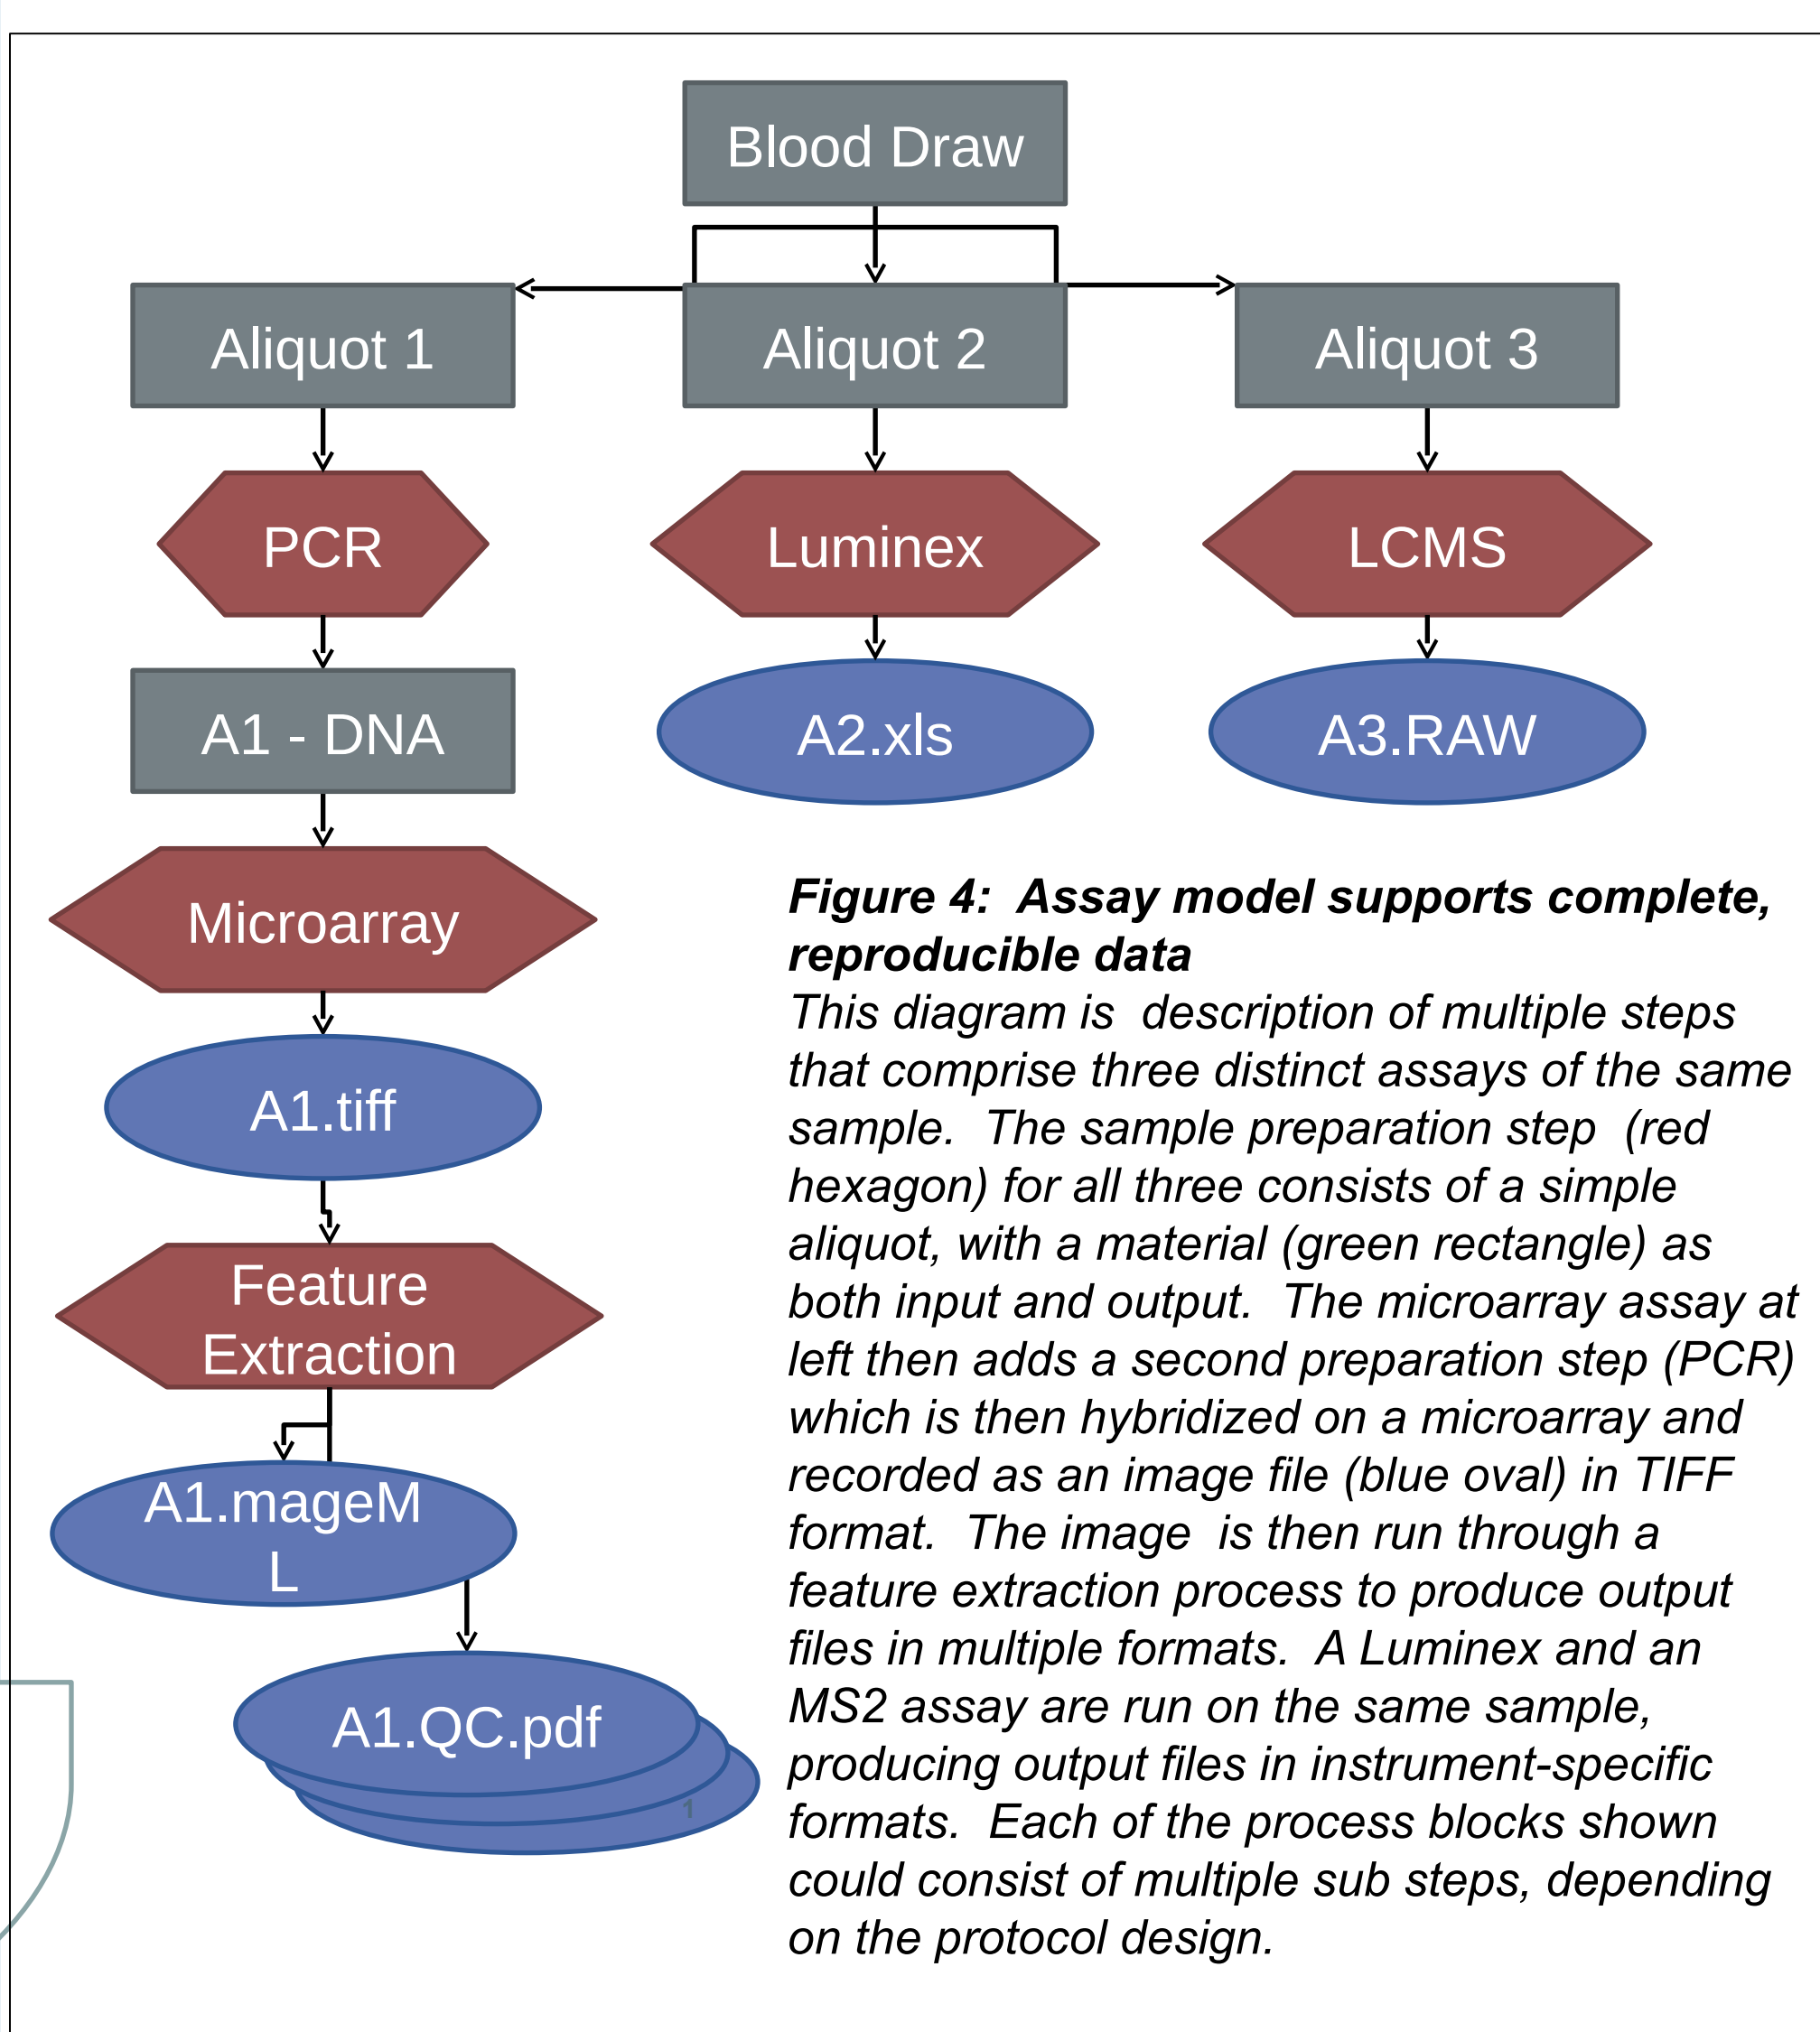 Blood Draw
Aliquot 1
Aliquot 2
Aliquot 3
PCR
Luminex
LCMS
A1 - DNA
A2.xls
A3.RAW
Microarray
A1.tiff
Feature
Extraction
A1.mageM
L
A1.QC.pdf
1
Figure 4:  Assay model supports complete,
reproducible data
This diagram is  description of multiple steps
that comprise three distinct assays of the same
sample.  The sample preparation step  (red
hexagon) for all three consists of a simple
aliquot, with a material (green rectangle) as
both input and output.  The microarray assay at
left then adds a second preparation step (PCR)
which is then hybridized on a microarray and
recorded as an image file (blue oval) in TIFF
format.  The image  is then run through a
feature extraction process to produce output
files in multiple formats.  A Luminex and an
MS2 assay are run on the same sample,
producing output files in instrument-specific
formats.  Each of the process blocks shown
could consist of multiple sub steps, depending
on the protocol design.